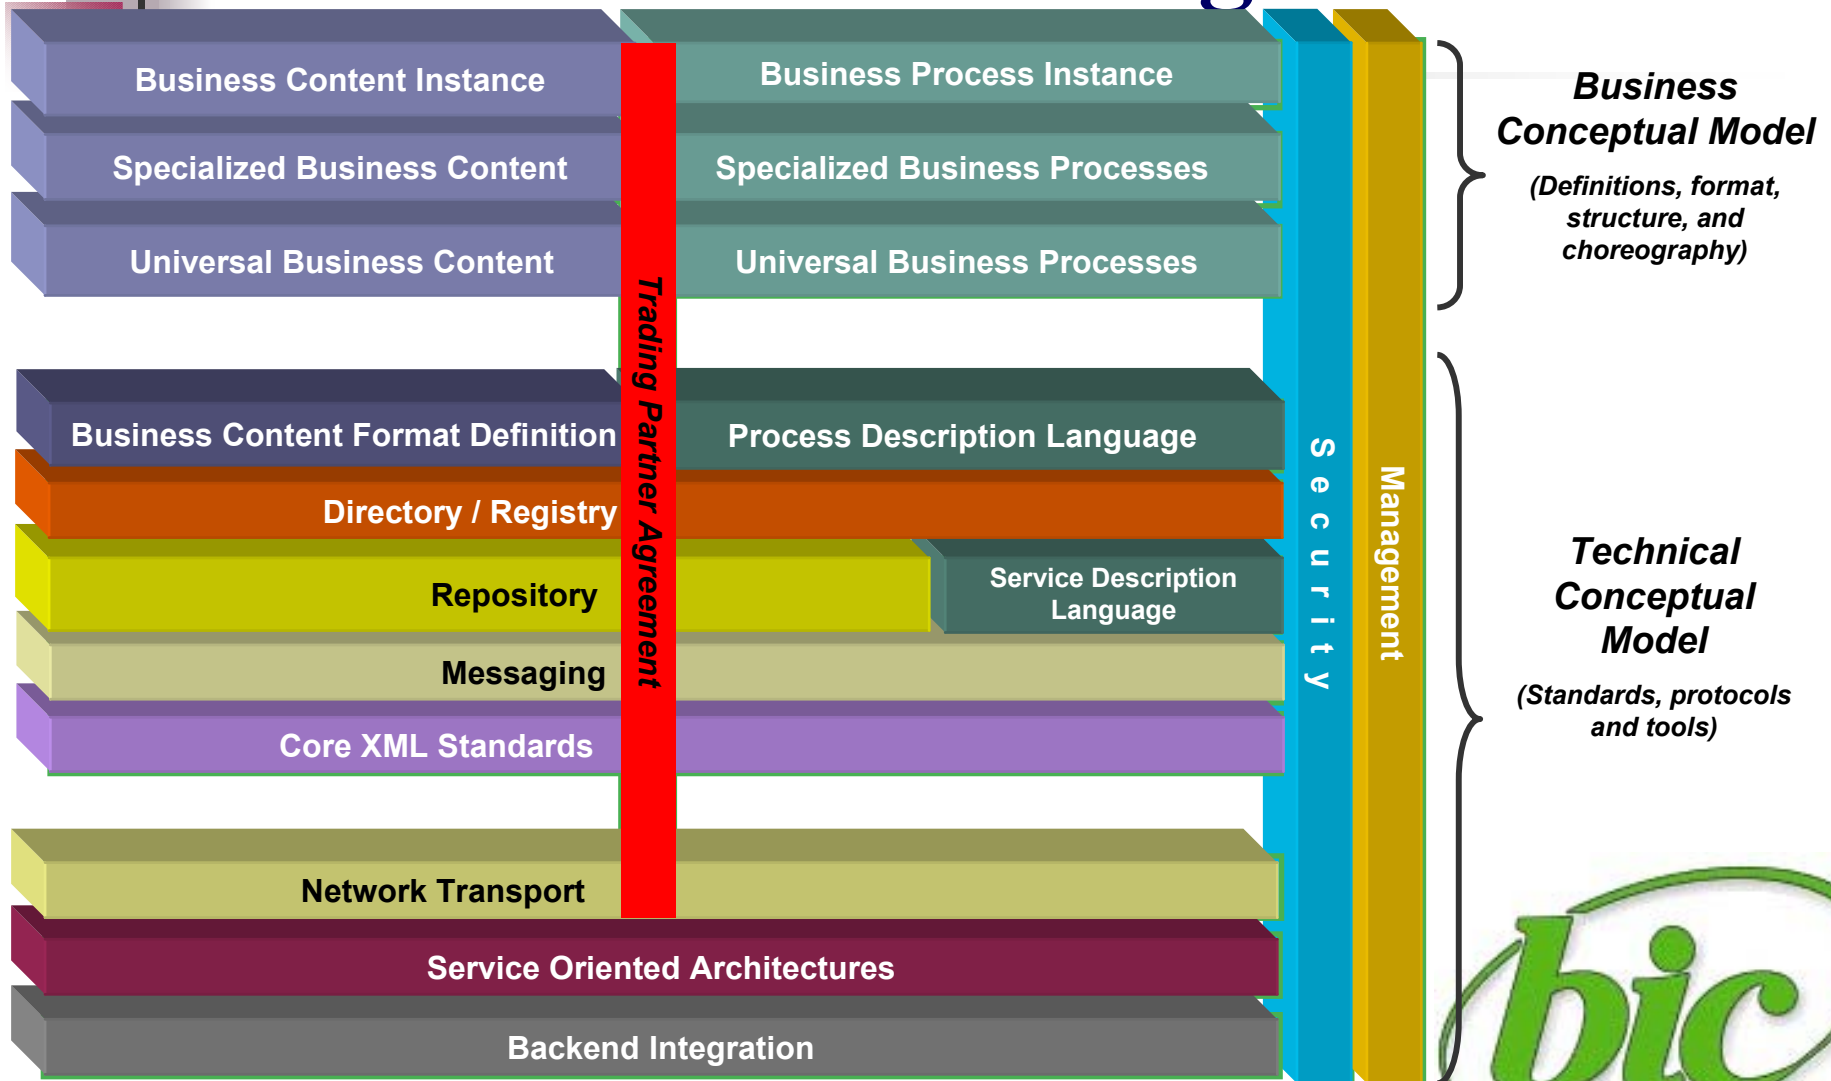 Business Content Instance
Business Process Instance
Specialized Business Content
Specialized Business Processes
Universal Business Content
Universal Business Processes
Trading Partner Agreement
Business Content Format Definition
Process Description Language
Directory / Registry
Repository
Service Description
Language
Messaging
Core XML Standards
Network Transport
Service Oriented Architectures
Backend Integration
Security
Management
Business
Conceptual Model
(Definitions, format,
structure, and
choreography)
Technical
Conceptual
Model
(Standards, protocols
and tools)
bic